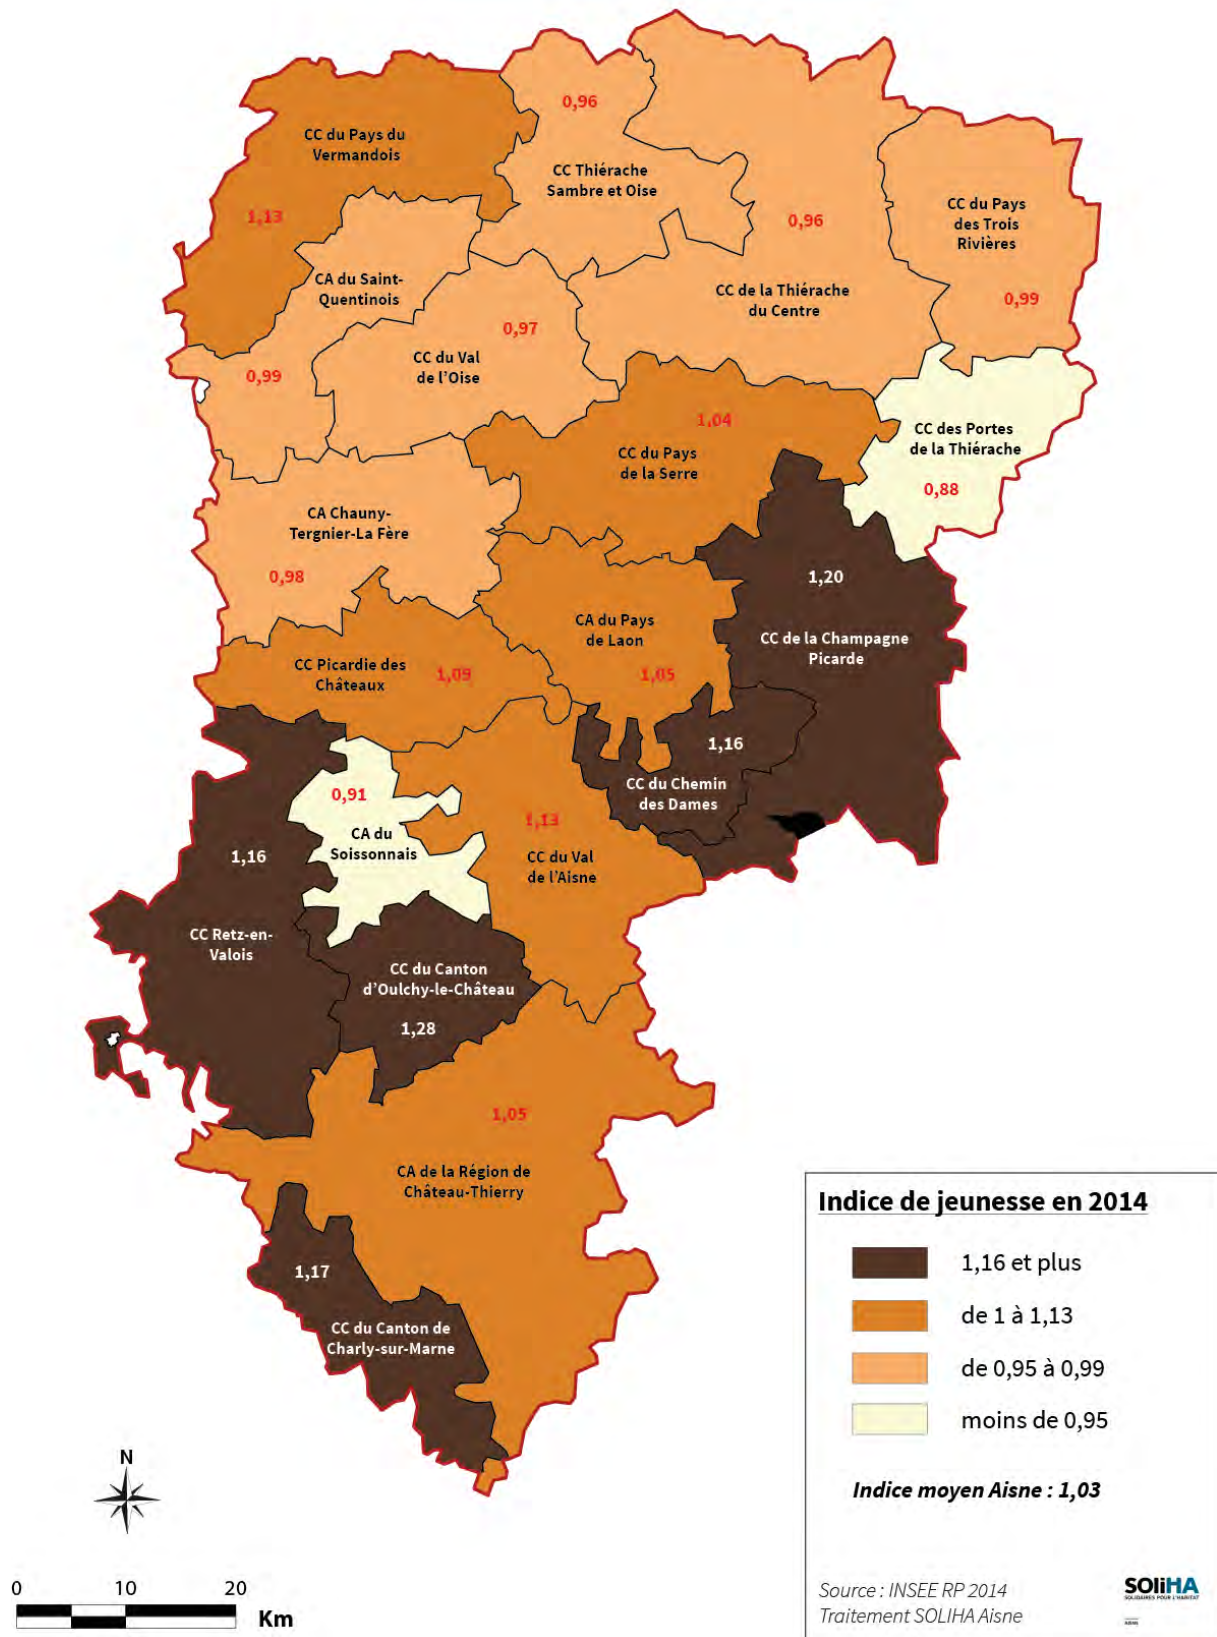 0,96
CC du Pays du
Vermandois
CC Thiérache
Sambre et Oise
1,13
0,96
CC du Pays
des Trois
Rivières
CA du Saint-
Quentinois
CC de la Thiérache
du Centre
0,99
0,97
CC du Val
de l'Oise
0,99
1,04
CC du Pays
de la Serre
CC des Portes
de la Thiérache
0,88
CA Chauny-
Tergnier-La Fère
0,98
1,20
CA du Pays
de Laon
CC de la Champagne
Picarde
CC Picardie des
Châteaux
1,09
1,05
1,16
CC du Chemin
des Dames
0,91
CA du
Soissonnais
1,13
CC du Val
de l'Aisne
1,16
CC Retz-en-
Valois
CC du Canton
d'Oulchy-le-Château
1,28
1,05
CA de la Région de
Château-Thierry
1,17
CC du Canton de
Charly-sur-Marne
Indice de jeunesse en 2014
1,16 et plus
de 1 à 1,13
de 0,95 à 0,99
moins de 0,95
Indice moyen Aisne : 1,03
Source : INSEE RP 2014
Traitement SOLIHA Aisne
SOLiHA
SOLIDAIRES POUR L'HABITAT
AISNE
N
0 10 20
Km